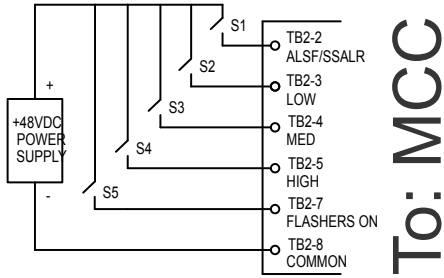 S1
TB2-2
ALSF/SSALR
S2
TB2-3
LOW
+
S3
TB2-4
MED
+48VDC
POWER
SUPPLY
S4
TB2-5
HIGH
-
S5
TB2-7
FLASHERS ON
TB2-8
COMMON
To: MCC